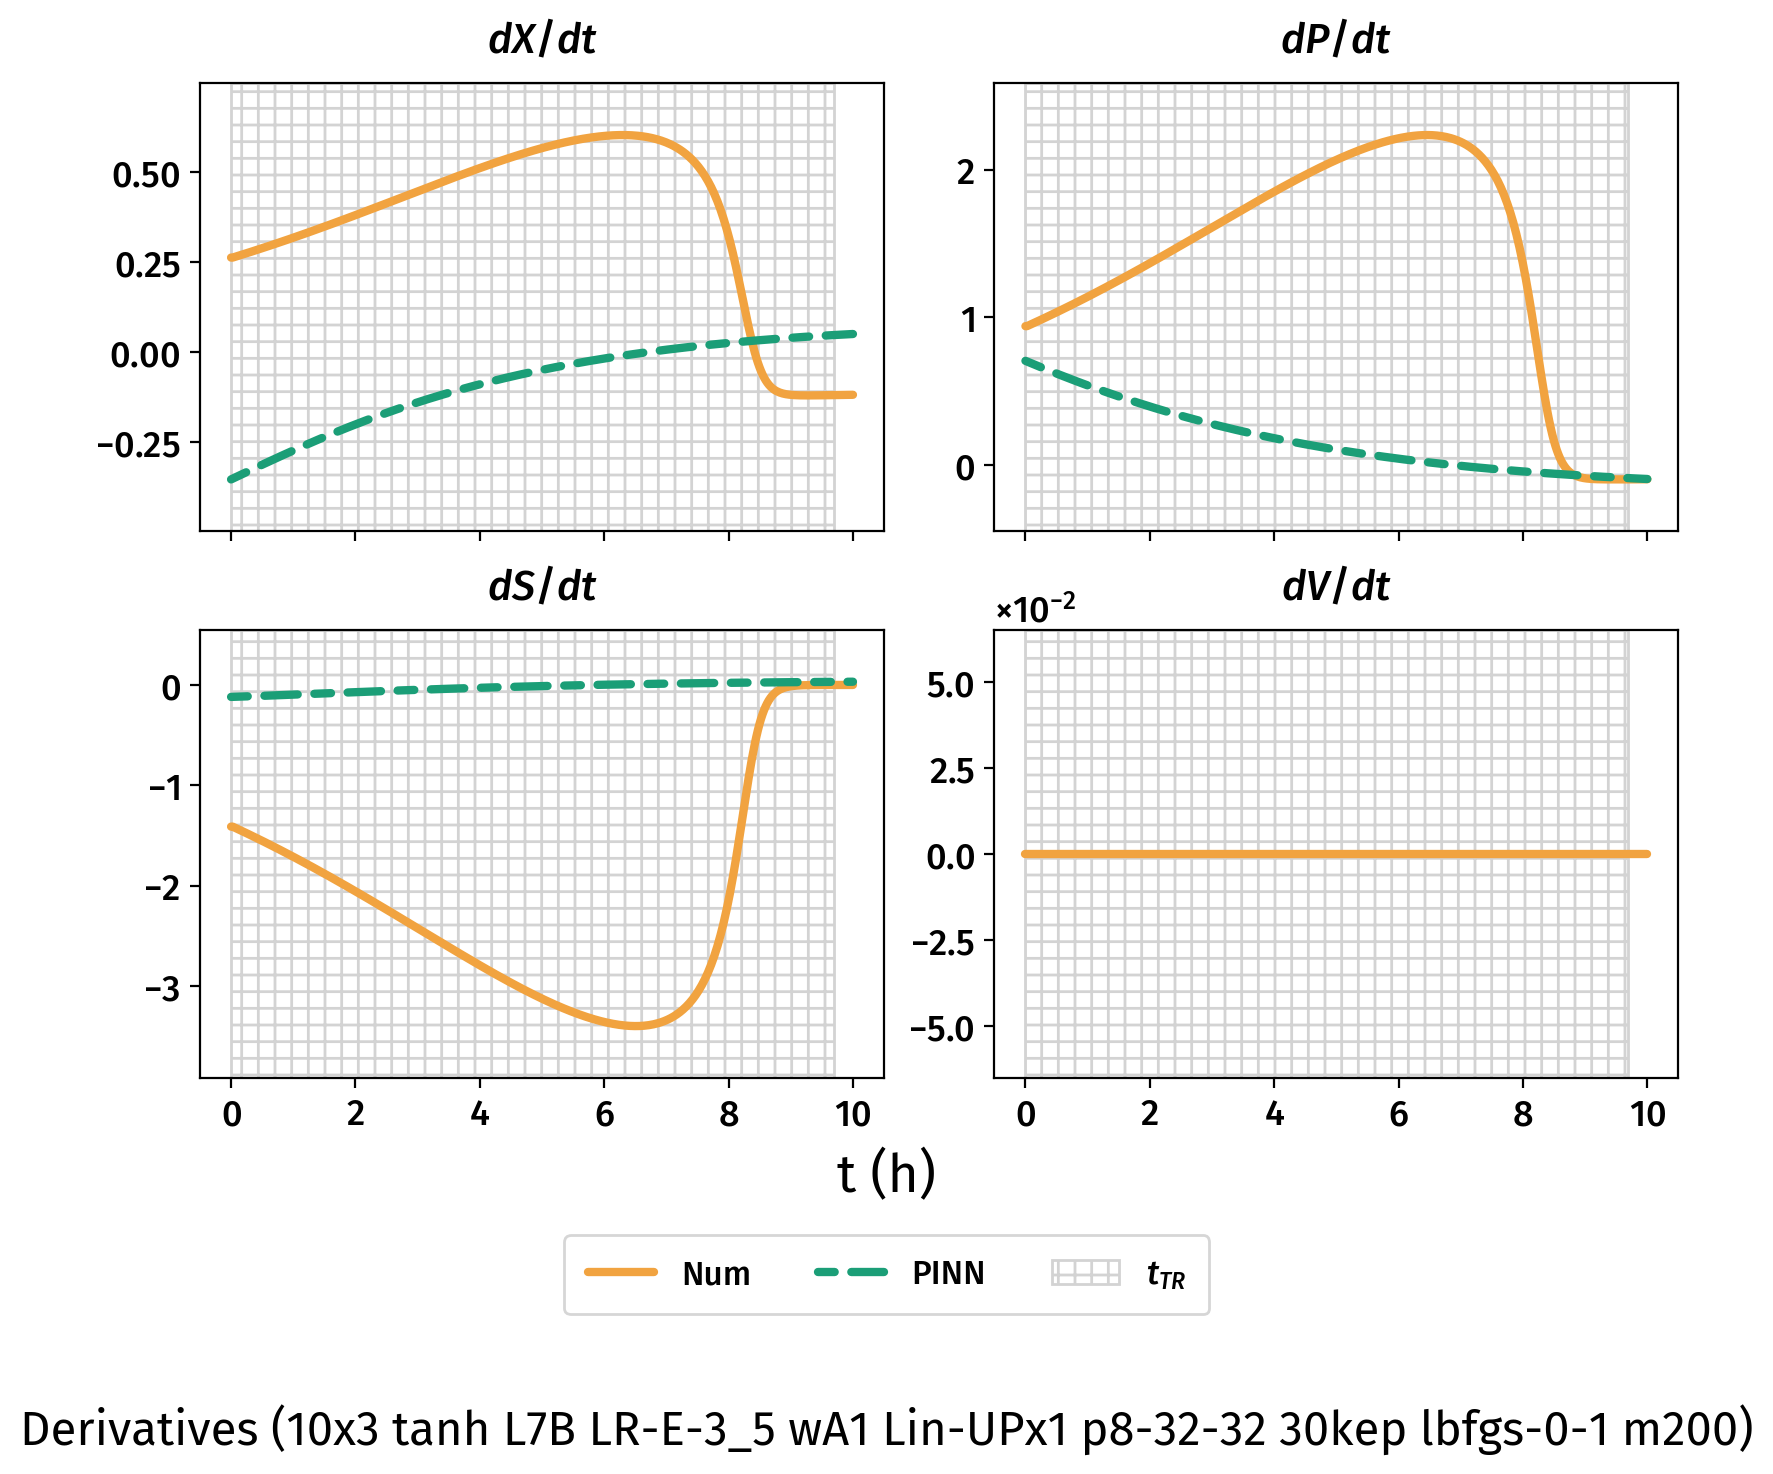 dX/dt
dP/dt
0.50
0.25
0.00
−0.25
2
1
0
dS/dt
dV/dt
×10⁻²
0
−1
−2
−3
5.0
2.5
0.0
−2.5
−5.0
0 2 4 6 8 10
0 2 4 6 8 10
t (h)
Num PINN t_TR
Derivatives (10x3 tanh L7B LR-E-3_5 wA1 Lin-UPx1 p8-32-32 30kep lbfgs-0-1 m200)